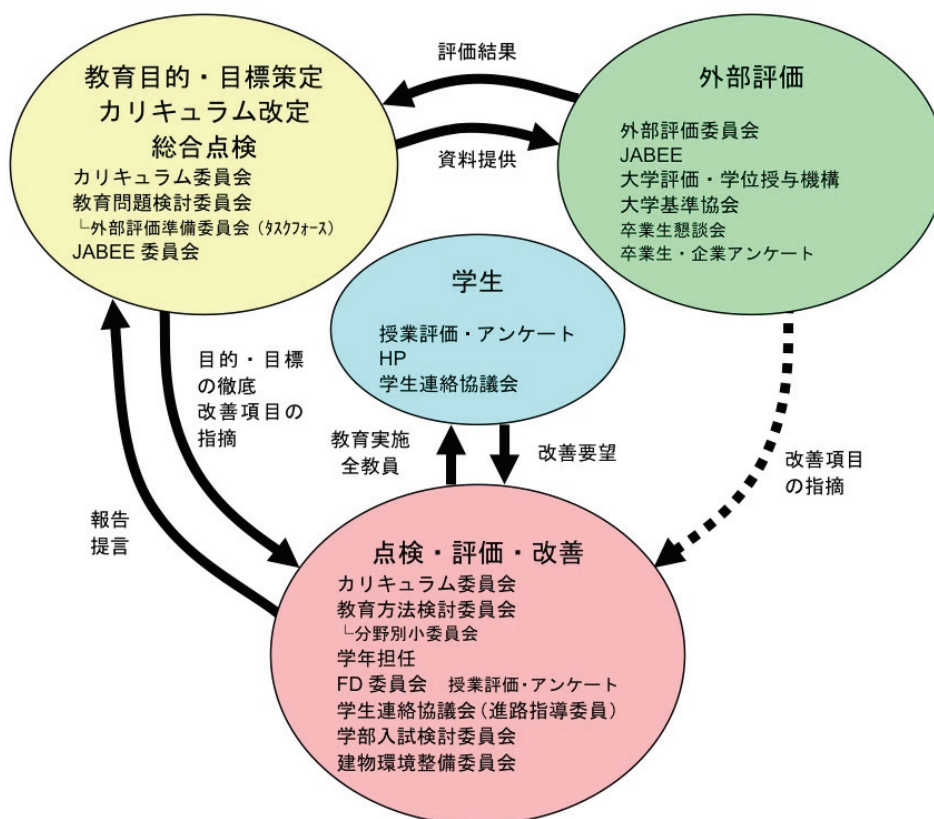 教育目的・目標策定
カリキュラム改定
総合点検
カリキュラム委員会
教育問題検討委員会
└外部評価準備委員会（ﾀｽｸﾌｫｰｽ）
JABEE 委員会
評価結果
資料提供
外部評価
外部評価委員会
JABEE
大学評価・学位授与機構
大学基準協会
卒業生懇談会
卒業生・企業アンケート
学生
授業評価・アンケート
HP
学生連絡協議会
目的・目標
の徹底
改善項目の
指摘
教育実施
全教員
改善要望
改善項目
の指摘
報告
提言
点検・評価・改善
カリキュラム委員会
教育方法検討委員会
└分野別小委員会
学年担任
FD 委員会　授業評価・アンケート
学生連絡協議会（進路指導委員）
学部入試検討委員会
建物環境整備委員会